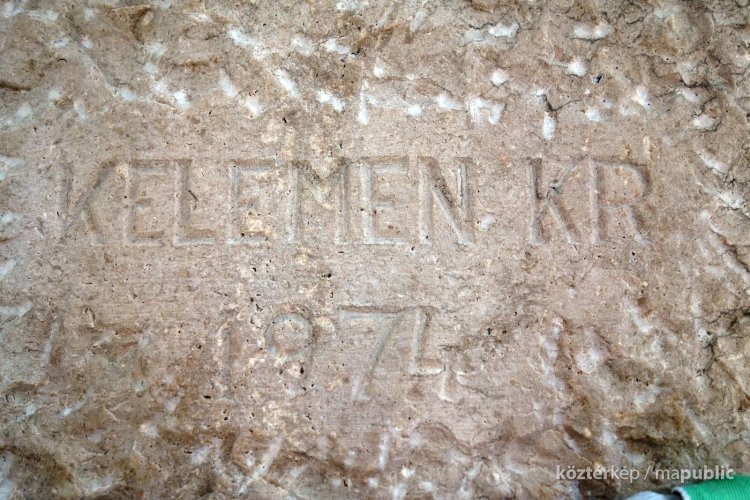 KELEMEN KR
1974
köztérkép / mapublic